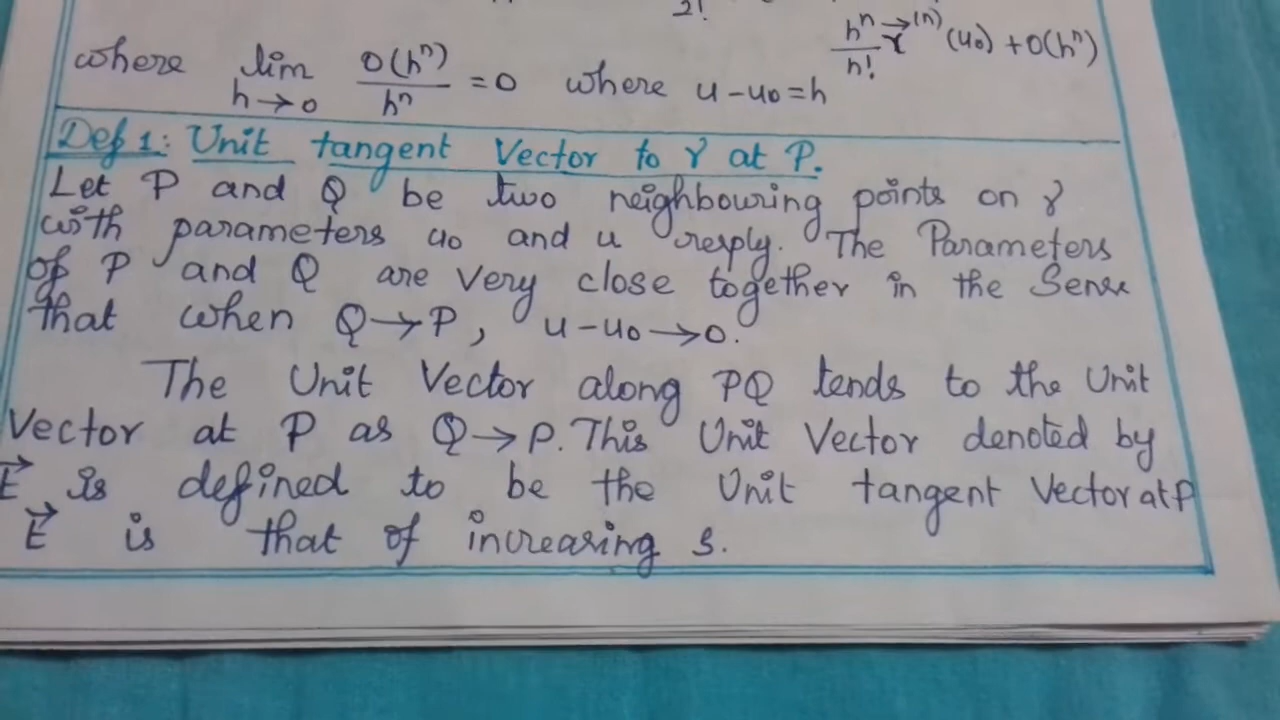 2!
hⁿ/n! r⃗⁽ⁿ⁾(u₀) + O(hⁿ)
where lim h→0 O(hⁿ)/hⁿ = 0 where u - u₀ = h
Def 1: Unit tangent Vector to γ at P.
Let P and Q be two neighbouring points on γ
with parameters u₀ and u resply. The Parameters
of P and Q are very close together in the Sense
that when Q→P, u-u₀→0.
The Unit Vector along PQ tends to the Unit
Vector at P as Q→P. This Unit Vector denoted by
t⃗ is defined to be the Unit tangent Vector at P
t⃗ is that of increasing s.